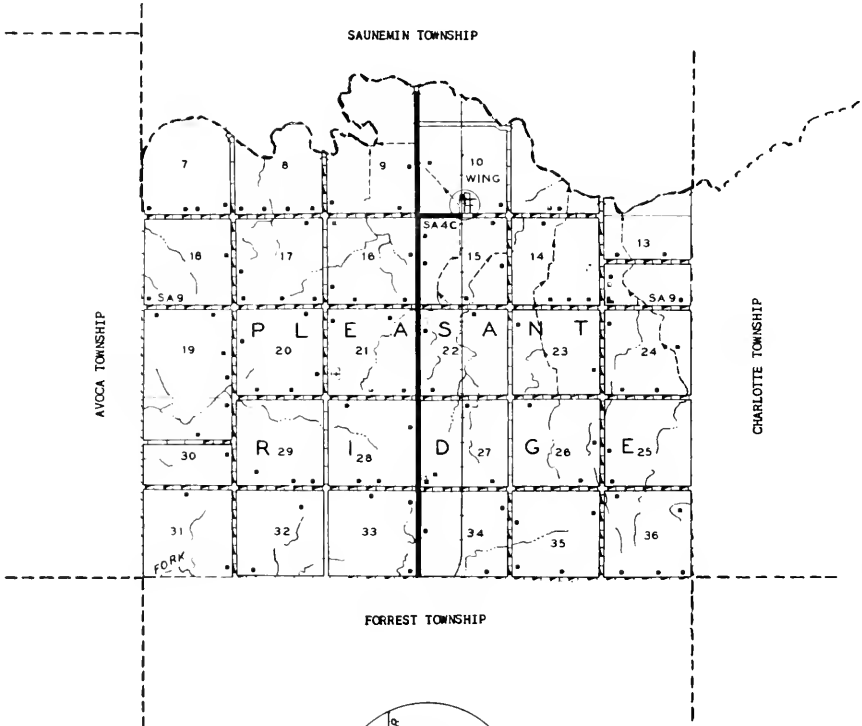 SAUNEMIN TOWNSHIP
7 8 9 10
WING
SA4C
13
18 17 16 15 14
SA9 SA9
AVOCA TOWNSHIP
CHARLOTTE TOWNSHIP
PLEASANT
19 20 21 22 23 24
RIDGE
30 29 28 27 26 25
31 32 33 34 35 36
FORK
FORREST TOWNSHIP